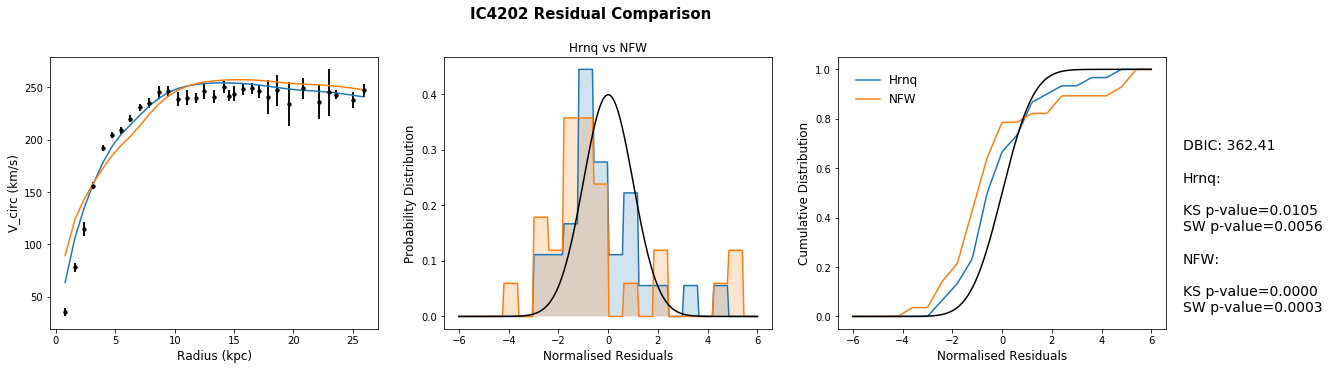 IC4202 Residual Comparison
250
200
150
100
50
0
5
10
15
20
25
V_circ (km/s)
Radius (kpc)
Hrnq vs NFW
0.4
0.3
0.2
0.1
0.0
−6
−4
−2
0
2
4
6
Probability Distribution
Normalised Residuals
Hrnq
NFW
1.0
0.8
0.6
0.4
0.2
0.0
−6
−4
−2
0
2
4
6
Cumulative Distribution
Normalised Residuals
DBIC: 362.41
Hrnq:
KS p-value=0.0105
SW p-value=0.0056
NFW:
KS p-value=0.0000
SW p-value=0.0003